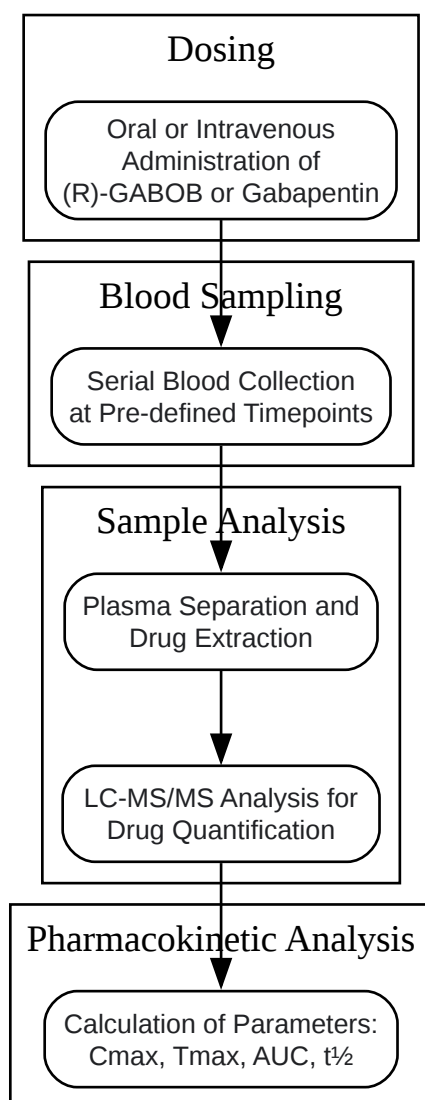 Dosing
Oral or Intravenous
Administration of
(R)-GABOB or Gabapentin
Blood Sampling
Serial Blood Collection
at Pre-defined Timepoints
Sample Analysis
Plasma Separation and
Drug Extraction
LC-MS/MS Analysis for
Drug Quantification
Pharmacokinetic Analysis
Calculation of Parameters:
Cmax, Tmax, AUC, t½